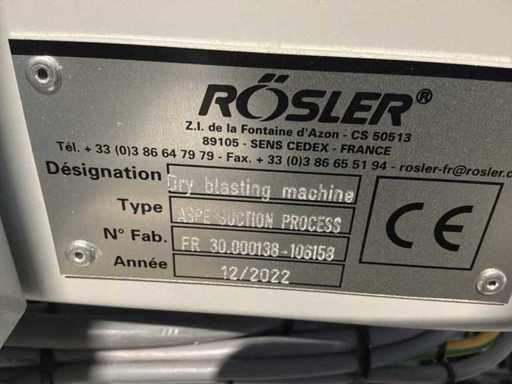 RÖSLER®
Z.I. de la Fontaine d'Azon - CS 50513
89105 - SENS CEDEX - FRANCE
Tél. + 33 (0)3 86 64 79 79 - Fax. + 33 (0)3 86 65 51 94 - rosler-fr@rosler.c
Désignation Dry blasting machine
Type ASPE SUCTION PROCESS
N° Fab. FR 30.000138-106158
Année 12/2022
CE